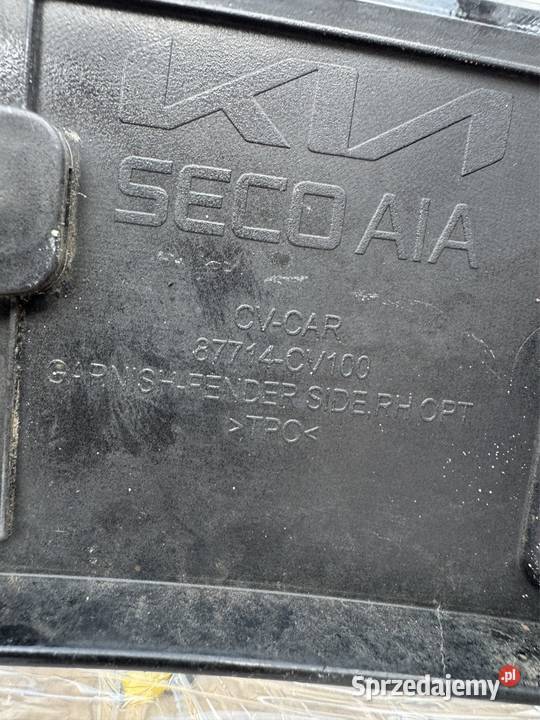 KIA
SECO AIA
CV-CAR
87714-CV100
GARNISH-FENDER SIDE,RH OPT
>TPO<
Sprzedajemy.pl